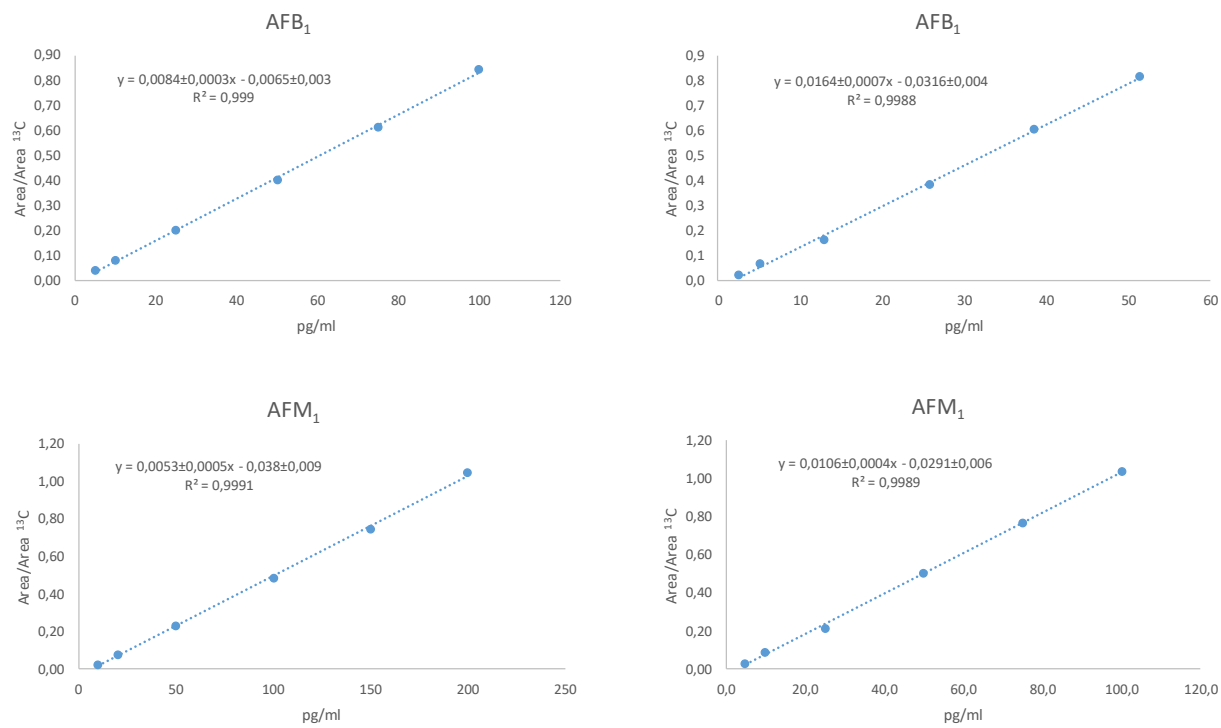 AFB₁
y = 0,0084±0,0003x - 0,0065±0,003
R² = 0,999
Area/Area ¹³C
0,90
0,80
0,70
0,60
0,50
0,40
0,30
0,20
0,10
0,00
0 20 40 60 80 100 120
pg/ml
AFB₁
y = 0,0164±0,0007x - 0,0316±0,004
R² = 0,9988
Area/Area ¹³C
0,9
0,8
0,7
0,6
0,5
0,4
0,3
0,2
0,1
0,0
0 10 20 30 40 50 60
pg/ml
AFM₁
y = 0,0053±0,0005x - 0,038±0,009
R² = 0,9991
Area/Area ¹³C
1,20
1,00
0,80
0,60
0,40
0,20
0,00
0 50 100 150 200 250
pg/ml
AFM₁
y = 0,0106±0,0004x - 0,0291±0,006
R² = 0,9989
Area/Area ¹³C
1,20
1,00
0,80
0,60
0,40
0,20
0,00
0,0 20,0 40,0 60,0 80,0 100,0 120,0
pg/ml